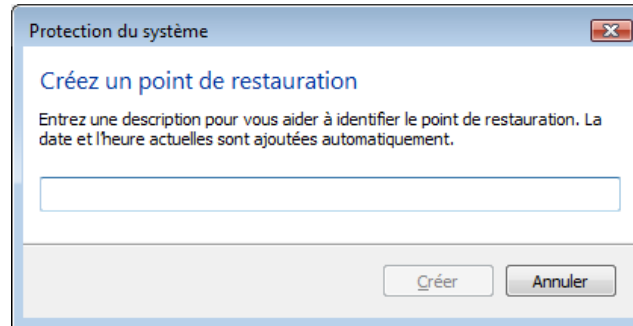 Protection du système
Créez un point de restauration
Entrez une description pour vous aider à identifier le point de restauration. La
date et l'heure actuelles sont ajoutées automatiquement.
Créer
Annuler